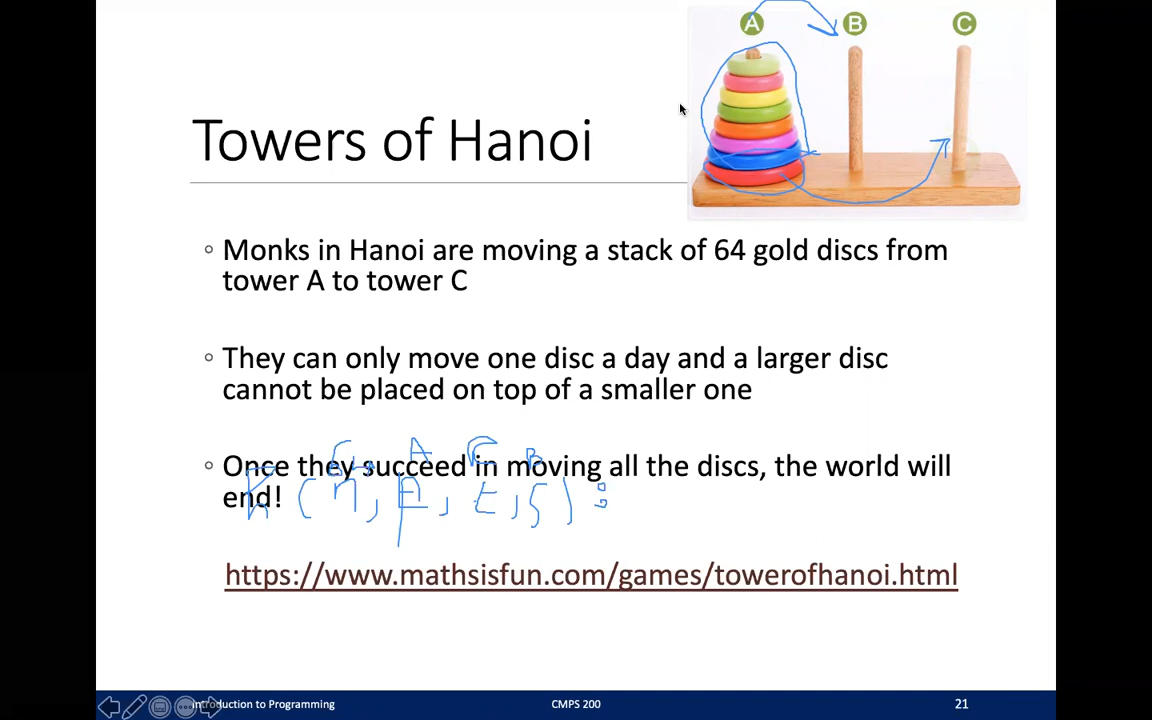 A B C
Towers of Hanoi
◦ Monks in Hanoi are moving a stack of 64 gold discs from
tower A to tower C
◦ They can only move one disc a day and a larger disc
cannot be placed on top of a smaller one
64 A C B
◦ Once they succeed in moving all the discs, the world will
end!
(n, , t, s):
https://www.mathsisfun.com/games/towerofhanoi.html
Introduction to Programming CMPS 200 21